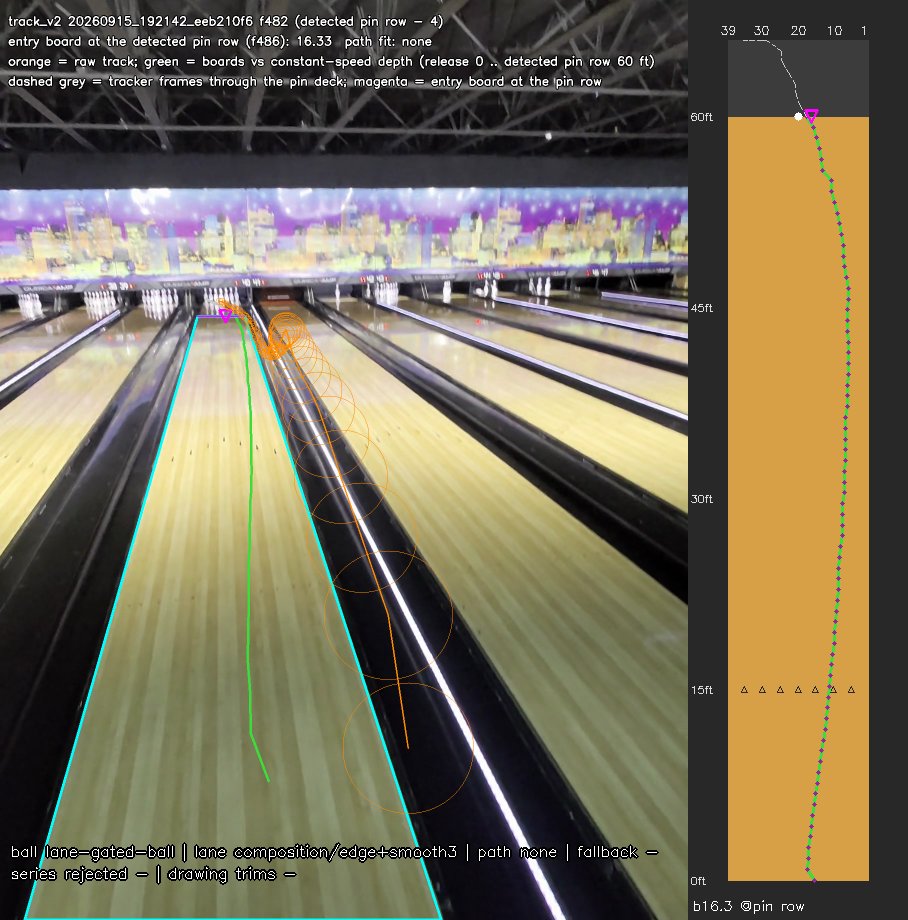 track_v2 20260915_192142_eeb210f6 f482 (detected pin row - 4)
entry board at the detected pin row (f486): 16.33 path fit: none
orange = raw track; green = boards vs constant-speed depth (release 0 .. detected pin row 60 ft)
dashed grey = tracker frames through the pin deck; magenta = entry board at the pin row
39 30 20 10 1
60ft
45ft
30ft
15ft
0ft
ball lane-gated-ball | lane composition/edge+smooth3 | path none | fallback -
series rejected - | drawing trims -
b16.3 @pin row